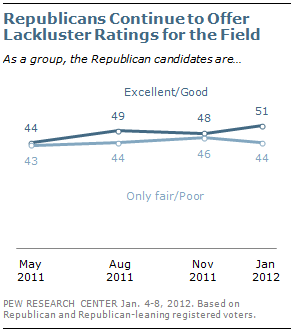 Republicans Continue to Offer
Lackluster Ratings for the Field
As a group, the Republican candidates are…
Excellent/Good
44 49 48 51
43 44 46 44
Only fair/Poor
May Aug Nov Jan
2011 2011 2011 2012
PEW RESEARCH CENTER Jan. 4-8, 2012. Based on
Republican and Republican-leaning registered voters.